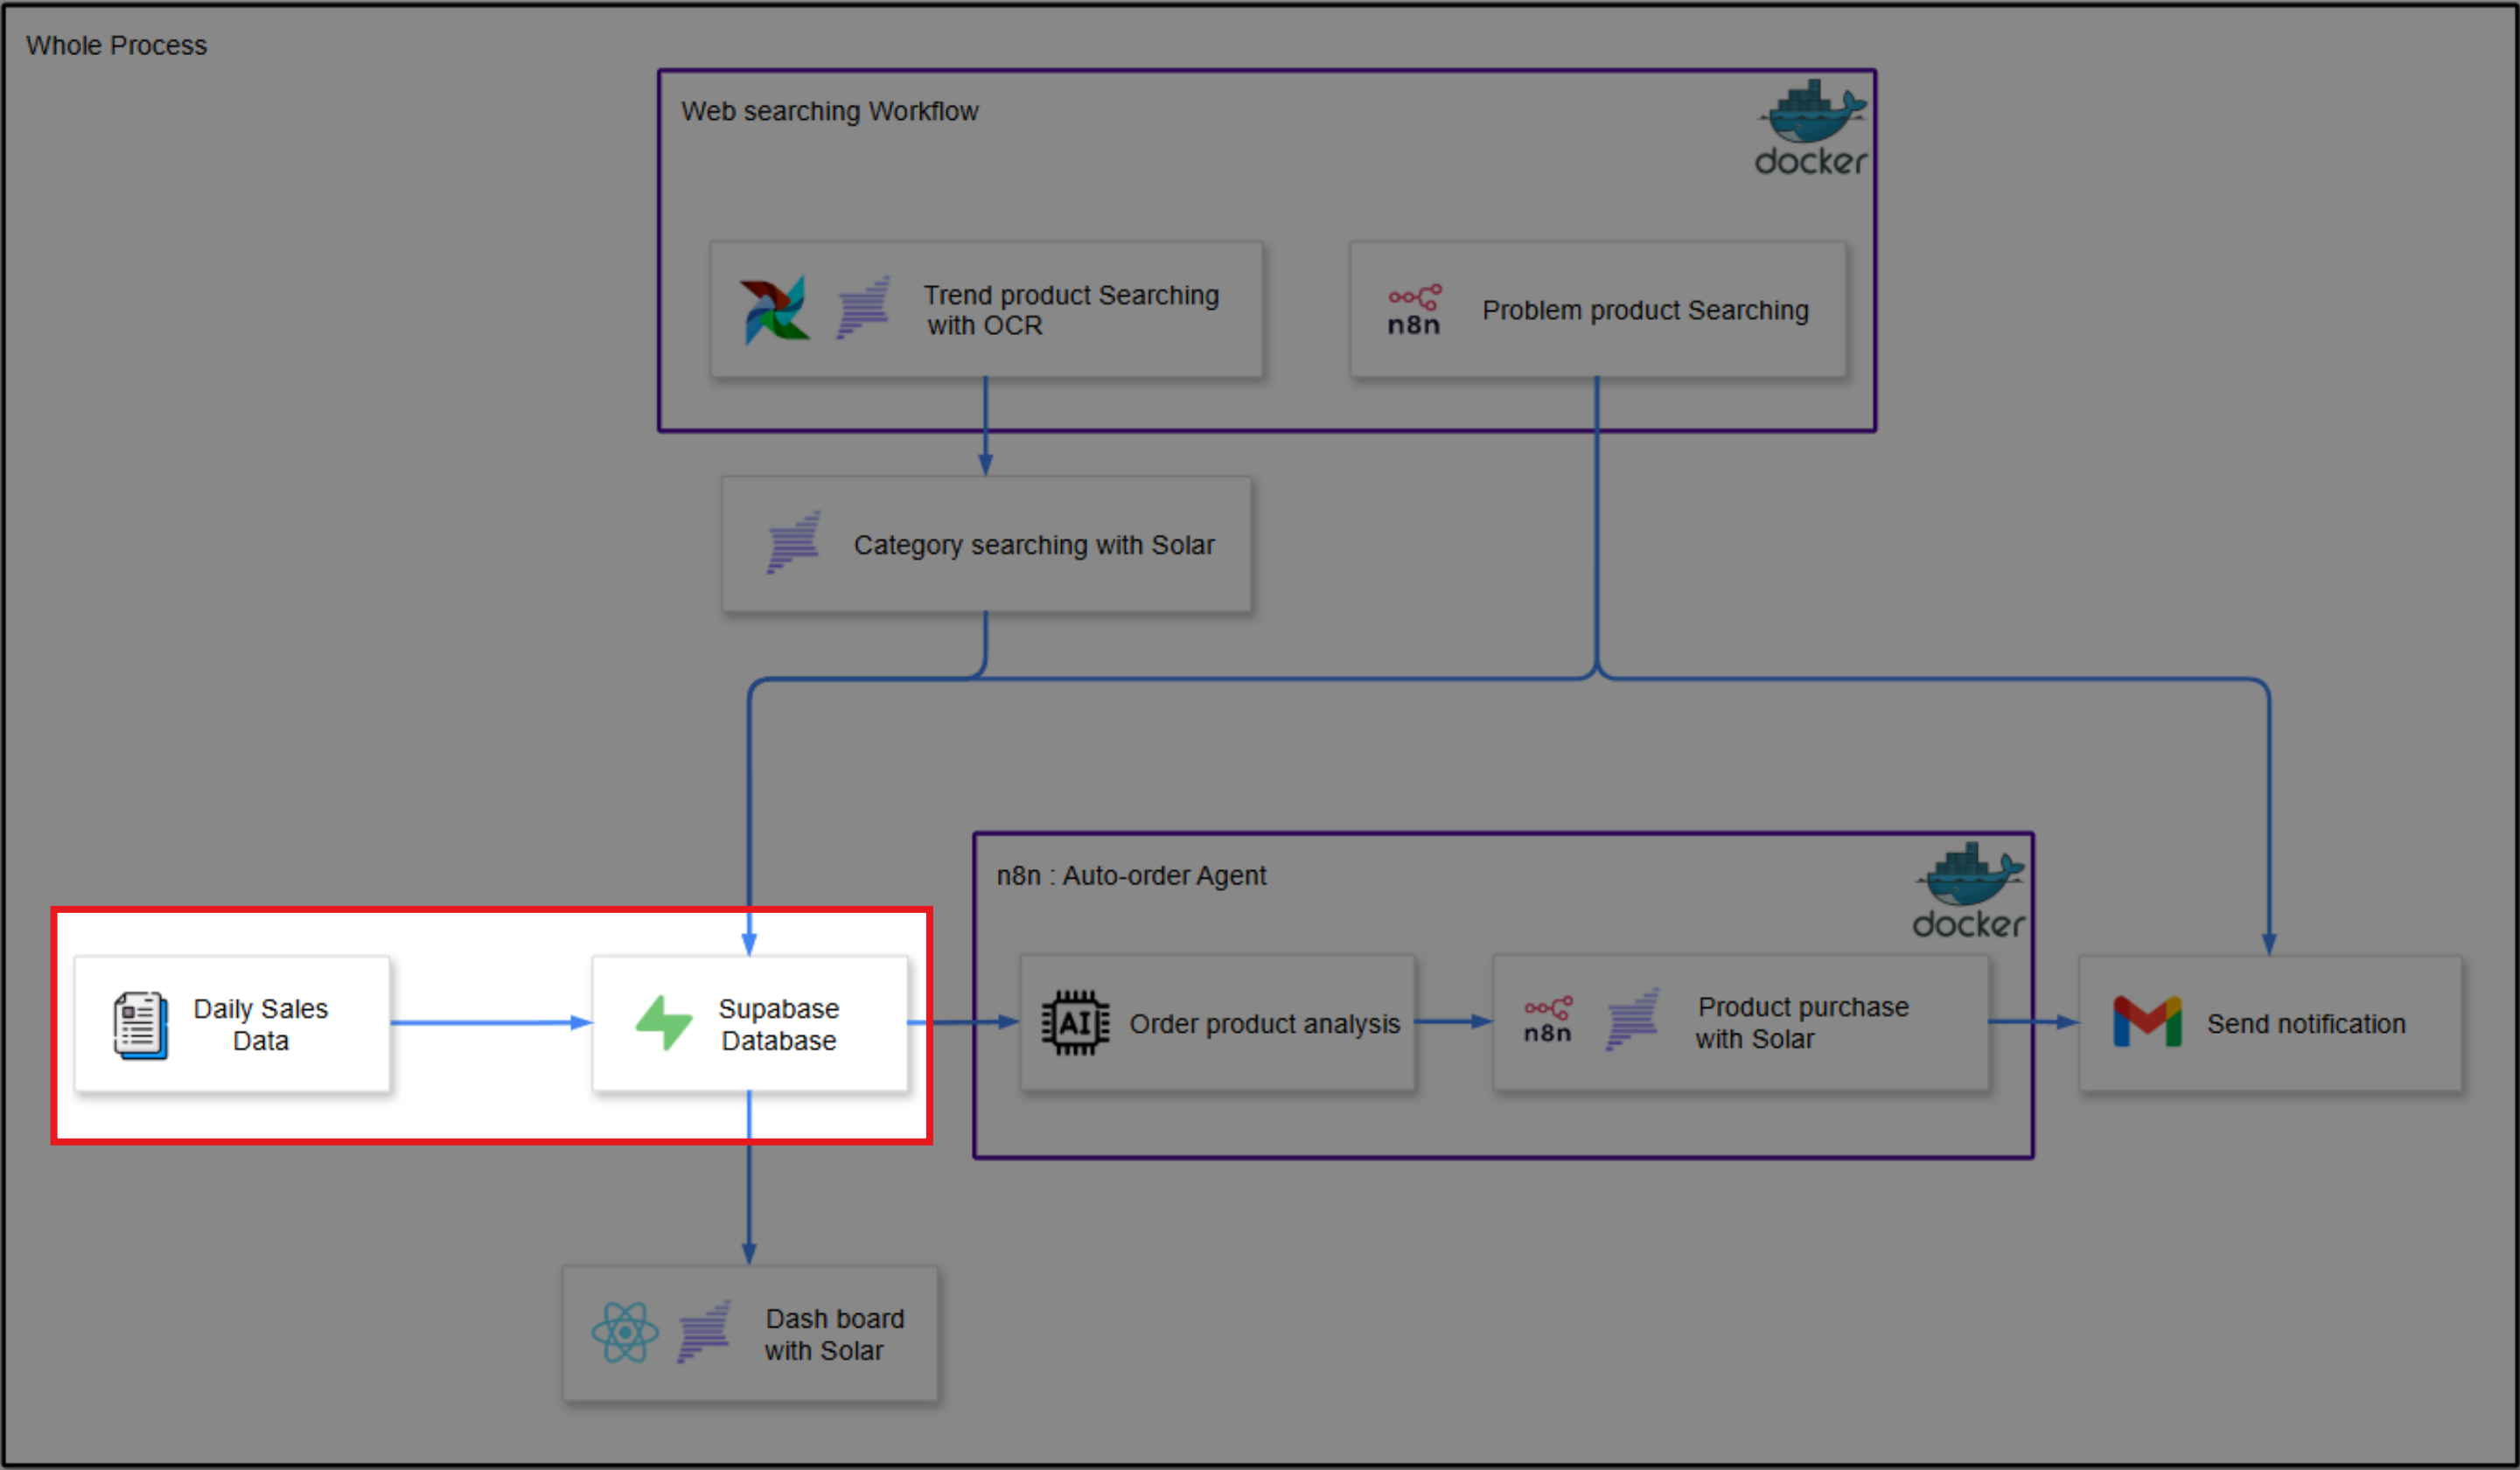 Whole Process
Web searching Workflow
docker
Trend product Searching
with OCR
n8n
Problem product Searching
Category searching with Solar
n8n : Auto-order Agent
docker
Daily Sales
Data
Supabase
Database
AI
Order product analysis
n8n
Product purchase
with Solar
Send notification
Dash board
with Solar